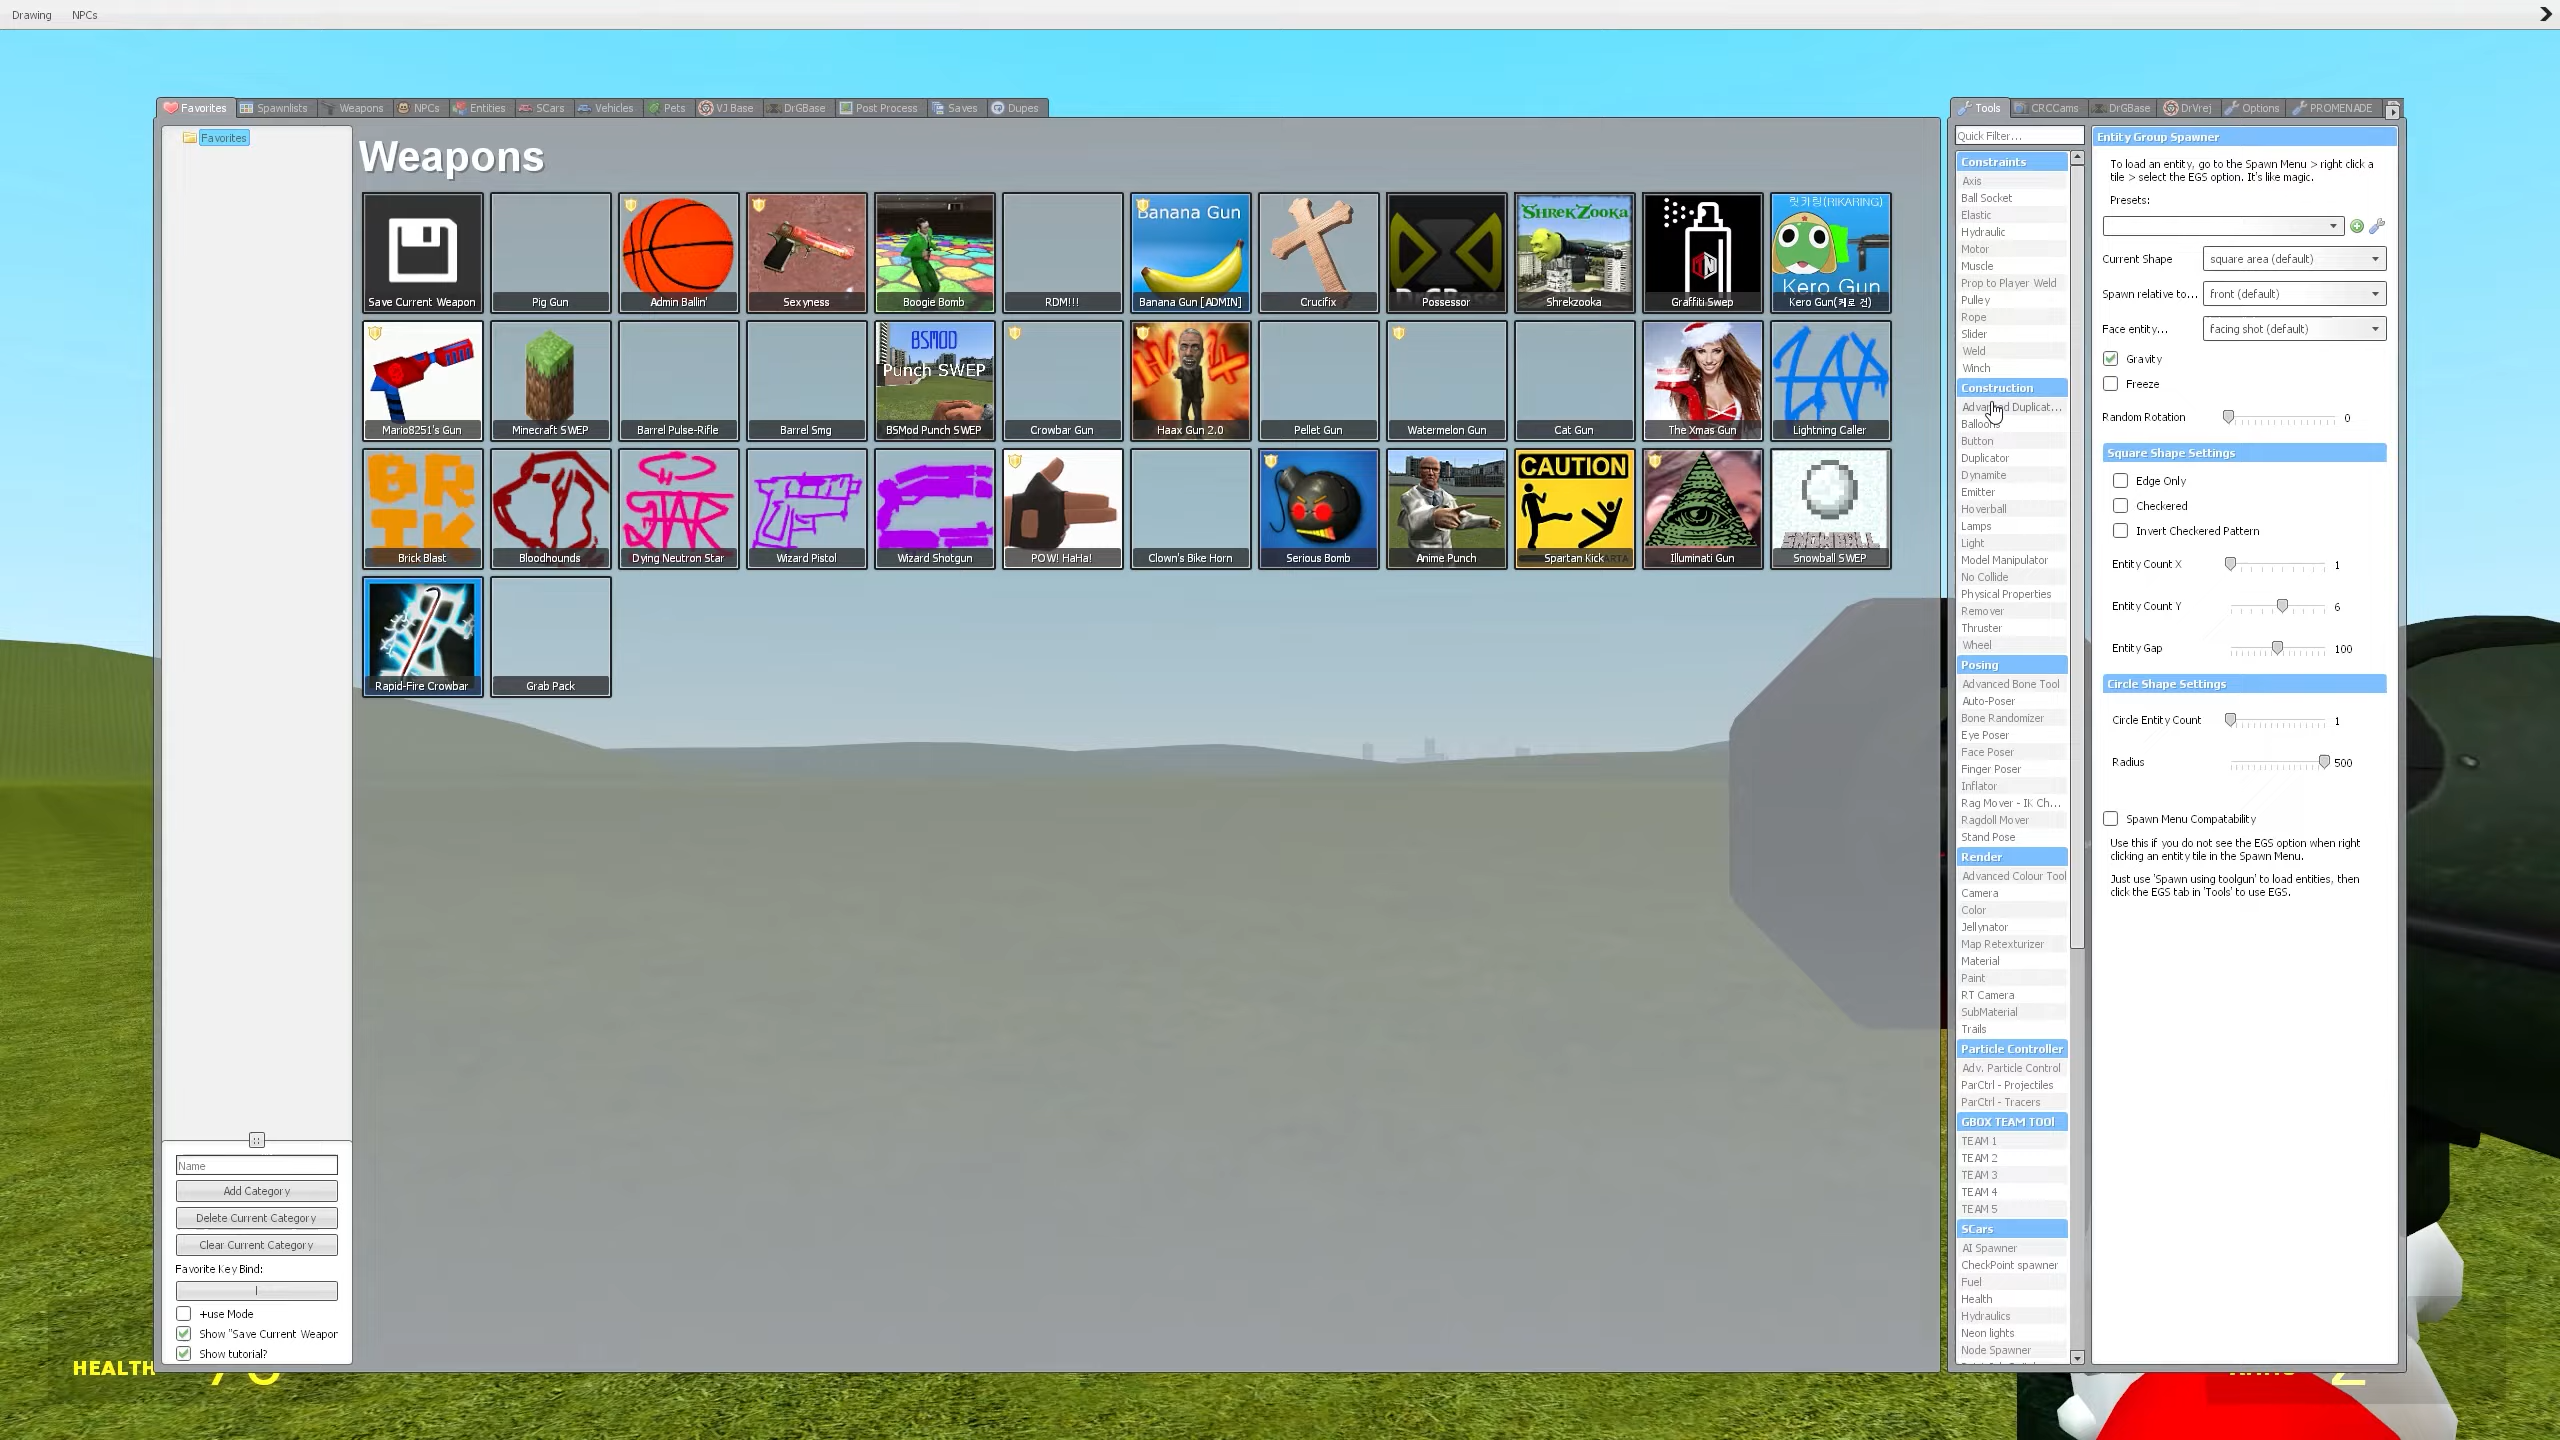 Drawing NPCs
Favorites Spawnlists Weapons NPCs Entities SCars Vehicles Pets VJ Base DrGBase Post Process Saves Dupes
Favorites
Weapons
Save Current Weapon
Pig Gun
Admin Ballin'
Sexyness
Boogie Bomb
RDM!!!
Banana Gun
Banana Gun [ADMIN]
Crucifix
Possessor
SHREKZOOKA
Shrekzooka
Graffiti Swep
릿카링(RIKARING)
Kero Gun
Kero Gun(케로 건)
Mario8251's Gun
Minecraft SWEP
Barrel Pulse-Rifle
Barrel Smg
BSMOD
Punch SWEP
BSMod Punch SWEP
Crowbar Gun
HAAX
Haax Gun 2.0
Pellet Gun
Watermelon Gun
Cat Gun
The Xmas Gun
Lightning Caller
Brick Blast
Bloodhounds
STAR
Dying Neutron Star
Wizard Pistol
Wizard Shotgun
POW! HaHa!
Clown's Bike Horn
Serious Bomb
Anime Punch
CAUTION
Spartan Kick
Illuminati Gun
SNOWBALL
Snowball SWEP
Rapid-Fire Crowbar
Grab Pack
Name
Add Category
Delete Current Category
Clear Current Category
Favorite Key Bind:
+use Mode
Show "Save Current Weapon
Show tutorial?
HEALTH
Tools CRCCams DrGBase DrVrej Options PROMENADE
Quick Filter...
Constraints
Axis
Ball Socket
Elastic
Hydraulic
Motor
Muscle
Prop to Player Weld
Pulley
Rope
Slider
Weld
Winch
Construction
Advanced Duplicat...
Balloons
Button
Duplicator
Dynamite
Emitter
Hoverball
Lamps
Light
Model Manipulator
No Collide
Physical Properties
Remover
Thruster
Wheel
Posing
Advanced Bone Tool
Auto-Poser
Bone Randomizer
Eye Poser
Face Poser
Finger Poser
Inflator
Rag Mover - IK Ch...
Ragdoll Mover
Stand Pose
Render
Advanced Colour Tool
Camera
Color
Jellynator
Map Retexturizer
Material
Paint
RT Camera
SubMaterial
Trails
Particle Controller
Adv. Particle Control
ParCtrl - Projectiles
ParCtrl - Tracers
GBOX TEAM TOOl
TEAM 1
TEAM 2
TEAM 3
TEAM 4
TEAM 5
SCars
AI Spawner
CheckPoint spawner
Fuel
Health
Hydraulics
Neon lights
Node Spawner
Entity Group Spawner
To load an entity, go to the Spawn Menu > right click a
tile > select the EGS option. It's like magic.
Presets:
Current Shape square area (default)
Spawn relative to... front (default)
Face entity... facing shot (default)
Gravity
Freeze
Random Rotation 0
Square Shape Settings
Edge Only
Checkered
Invert Checkered Pattern
Entity Count X 1
Entity Count Y 6
Entity Gap 100
Circle Shape Settings
Circle Entity Count 1
Radius 500
Spawn Menu Compatability
Use this if you do not see the EGS option when right
clicking an entity tile in the Spawn Menu.
Just use 'Spawn using toolgun' to load entities, then
click the EGS tab in 'Tools' to use EGS.